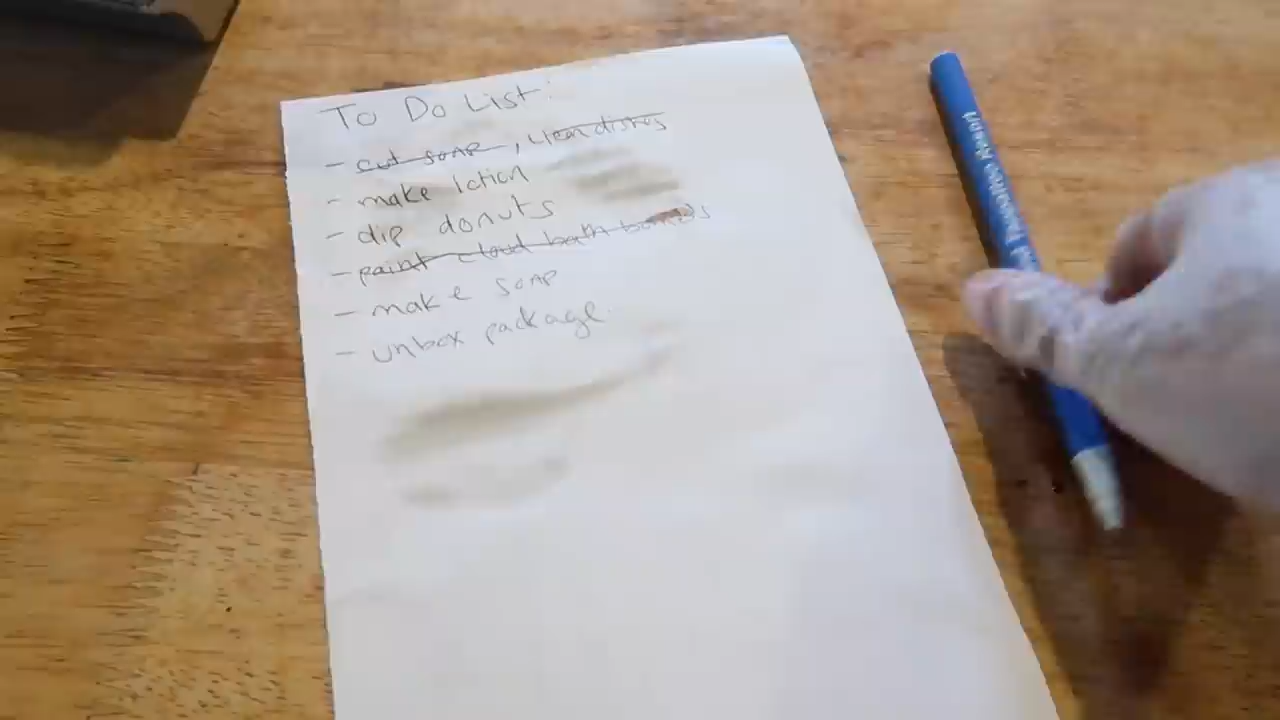 To Do List:
- cut soap, clean dishes
- make lotion
- dip donuts
- paint cloud bath bombs
- make soap
- unbox package